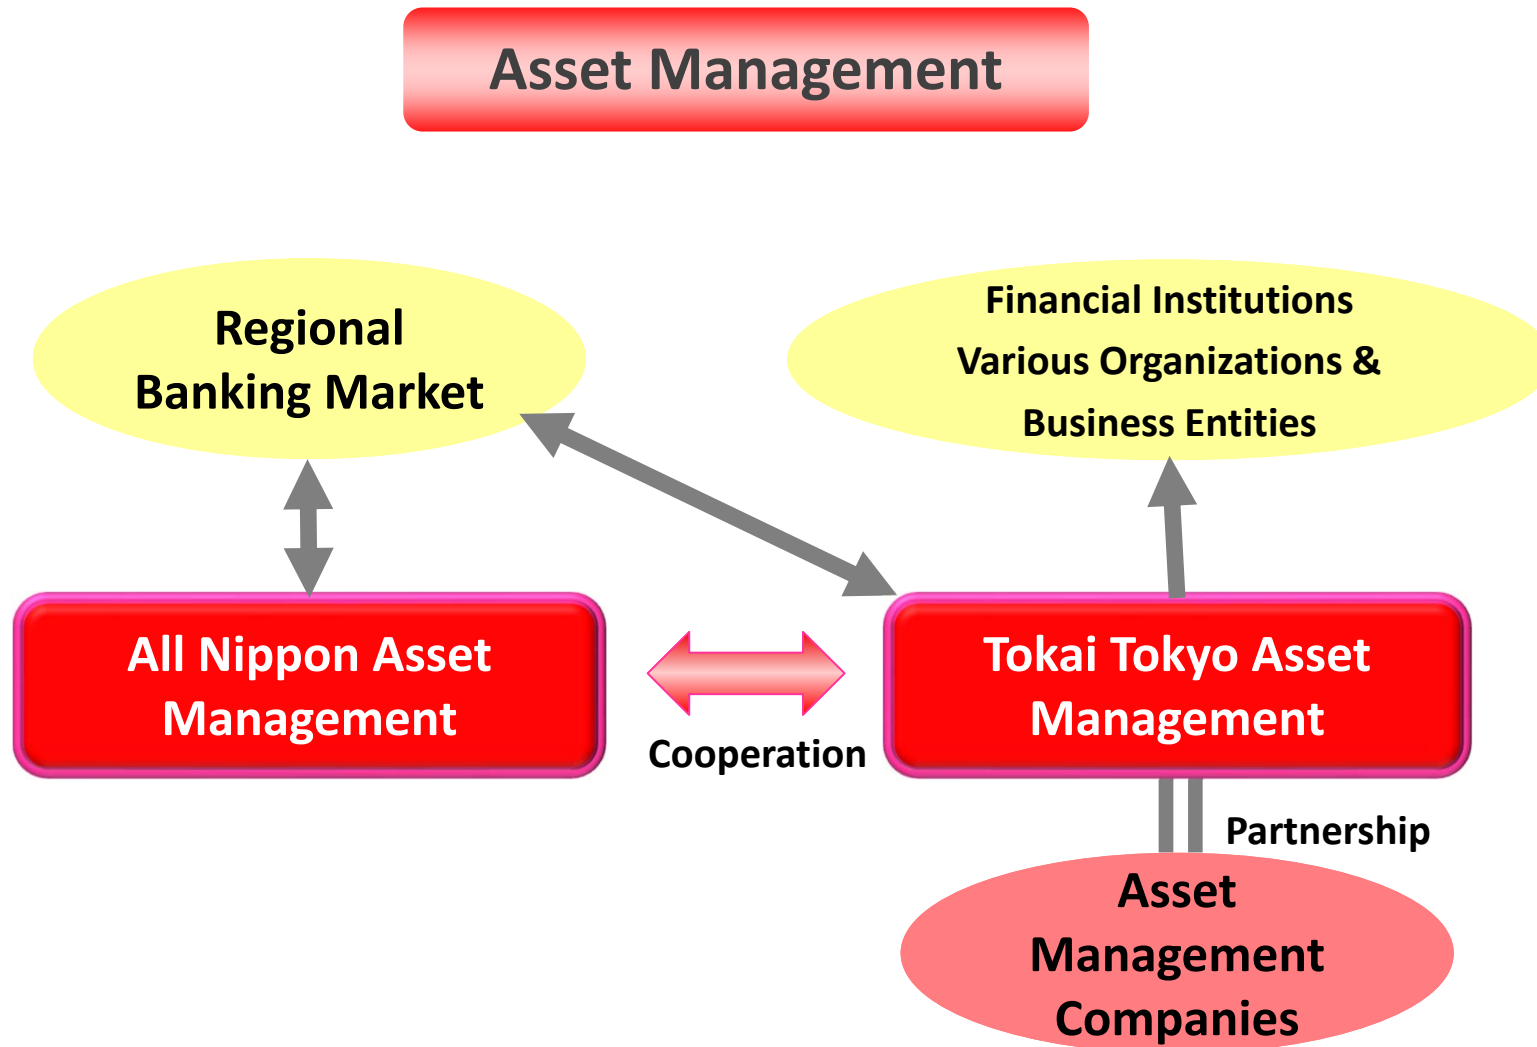 Asset Management
Regional
Banking Market
Financial Institutions
Various Organizations &
Business Entities
All Nippon Asset
Management
Cooperation
Tokai Tokyo Asset
Management
Partnership
Asset
Management
Companies